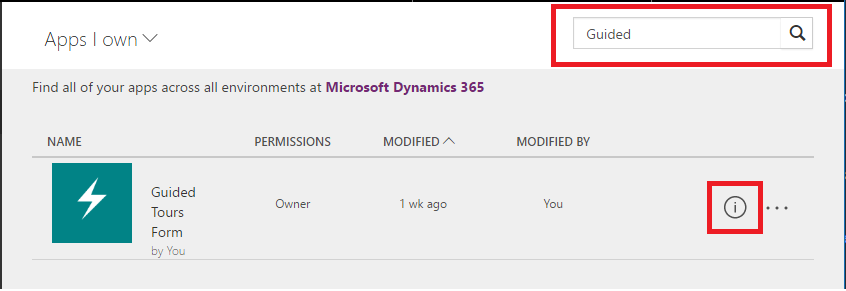 Apps I own
Guided
Find all of your apps across all environments at Microsoft Dynamics 365
NAME PERMISSIONS MODIFIED MODIFIED BY
Guided
Tours
Form
by You
Owner
1 wk ago
You